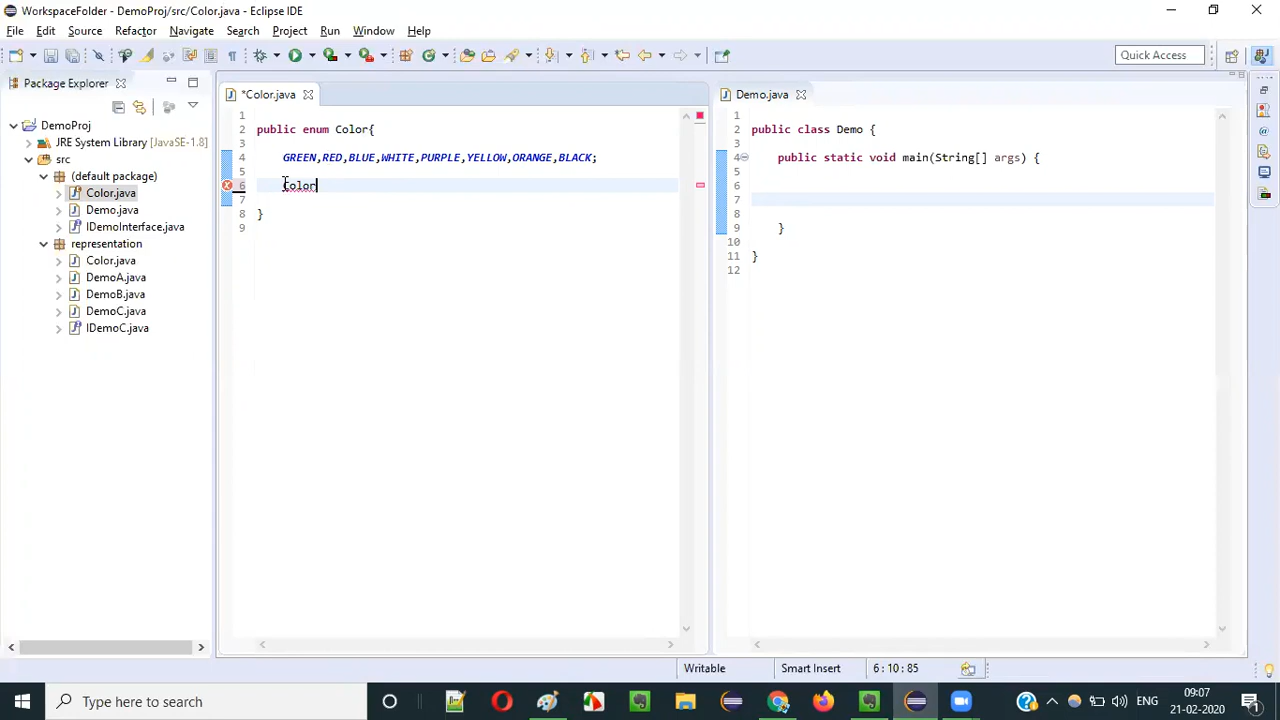 WorkspaceFolder - DemoProj/src/Color.java - Eclipse IDE
File Edit Source Refactor Navigate Search Project Run Window Help
Quick Access
Package Explorer
DemoProj
JRE System Library [JavaSE-1.8]
src
(default package)
Color.java
Demo.java
IDemoInterface.java
representation
Color.java
DemoA.java
DemoB.java
DemoC.java
IDemoC.java
*Color.java
1
2 public enum Color{
3
4 GREEN,RED,BLUE,WHITE,PURPLE,YELLOW,ORANGE,BLACK;
5
6 Color
7
8 }
9
Demo.java
1
2 public class Demo {
3
4 public static void main(String[] args) {
5
6
7
8
9 }
10
11 }
12
Writable Smart Insert 6 : 10 : 85
Type here to search
ENG
09:07
21-02-2020